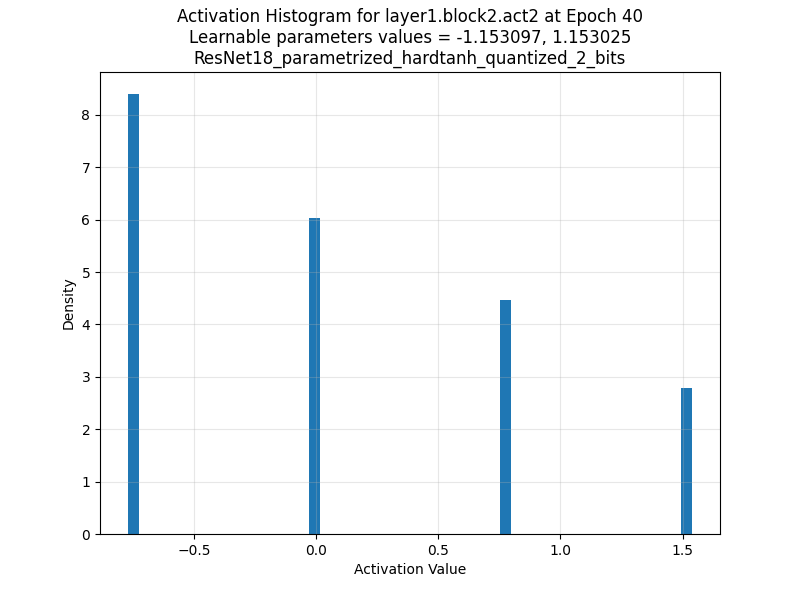 Activation Histogram for layer1.block2.act2 at Epoch 40
Learnable parameters values = -1.153097, 1.153025
ResNet18_parametrized_hardtanh_quantized_2_bits
8
7
6
5
4
3
2
1
0
Density
−0.5 0.0 0.5 1.0 1.5
Activation Value